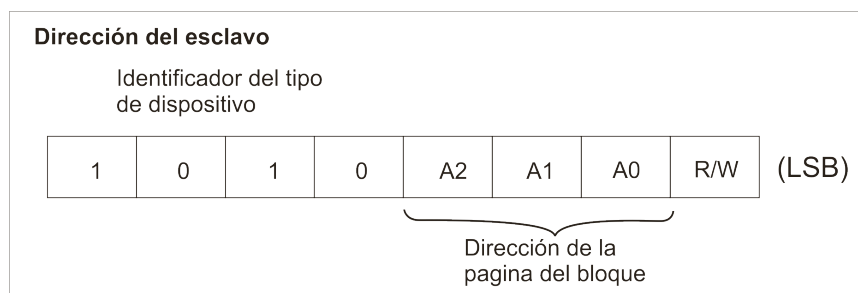 Dirección del esclavo
Identificador del tipo
de dispositivo
1 0 1 0 A2 A1 A0 R/W (LSB)
Dirección de la
pagina del bloque